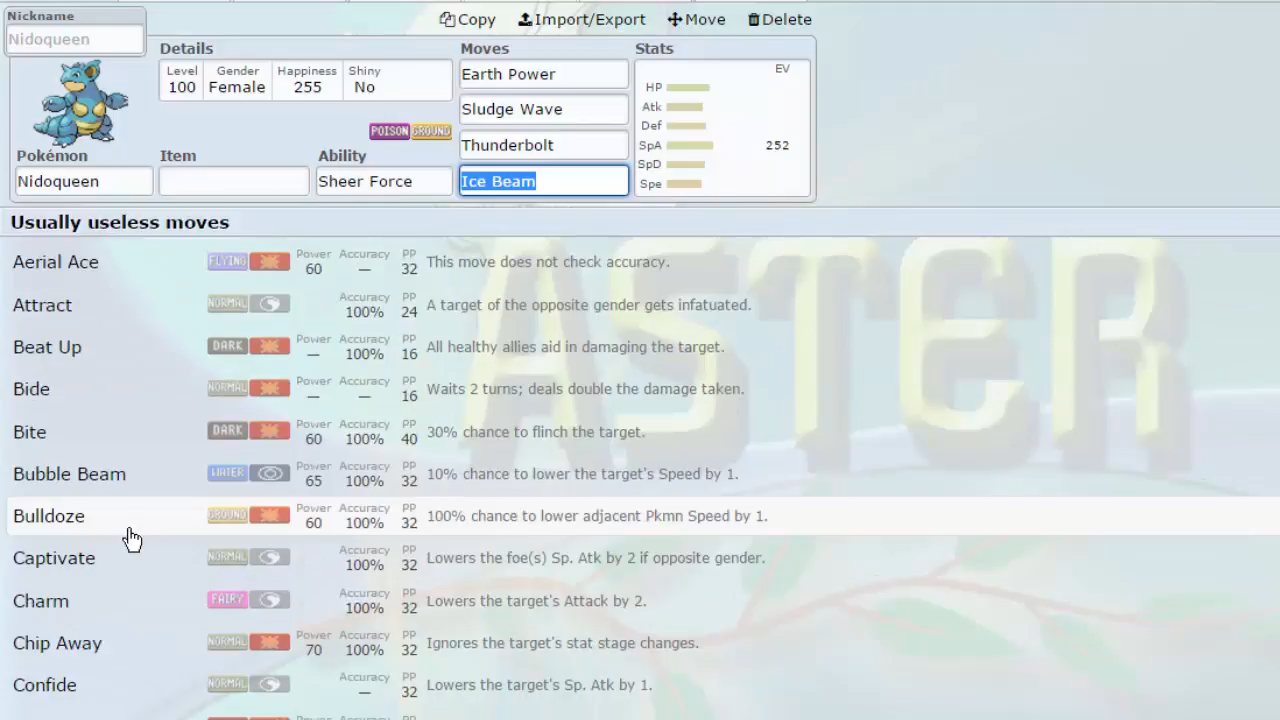 Nickname
Nidoqueen
Copy Import/Export Move Delete
Details
Level Gender Happiness Shiny
100 Female 255 No
POISON GROUND
Pokémon Item Ability
Nidoqueen Sheer Force
Moves
Earth Power
Sludge Wave
Thunderbolt
Ice Beam
Stats
EV
HP
Atk
Def
SpA 252
SpD
Spe
Usually useless moves
Aerial Ace FLYING Power 60 Accuracy — PP 32 This move does not check accuracy.
Attract NORMAL Accuracy 100% PP 24 A target of the opposite gender gets infatuated.
Beat Up DARK Power — Accuracy 100% PP 16 All healthy allies aid in damaging the target.
Bide NORMAL Power — Accuracy — PP 16 Waits 2 turns; deals double the damage taken.
Bite DARK Power 60 Accuracy 100% PP 40 30% chance to flinch the target.
Bubble Beam WATER Power 65 Accuracy 100% PP 32 10% chance to lower the target's Speed by 1.
Bulldoze GROUND Power 60 Accuracy 100% PP 32 100% chance to lower adjacent Pkmn Speed by 1.
Captivate NORMAL Accuracy 100% PP 32 Lowers the foe(s) Sp. Atk by 2 if opposite gender.
Charm FAIRY Accuracy 100% PP 32 Lowers the target's Attack by 2.
Chip Away NORMAL Power 70 Accuracy 100% PP 32 Ignores the target's stat stage changes.
Confide NORMAL Accuracy — PP 32 Lowers the target's Sp. Atk by 1.
ASTER